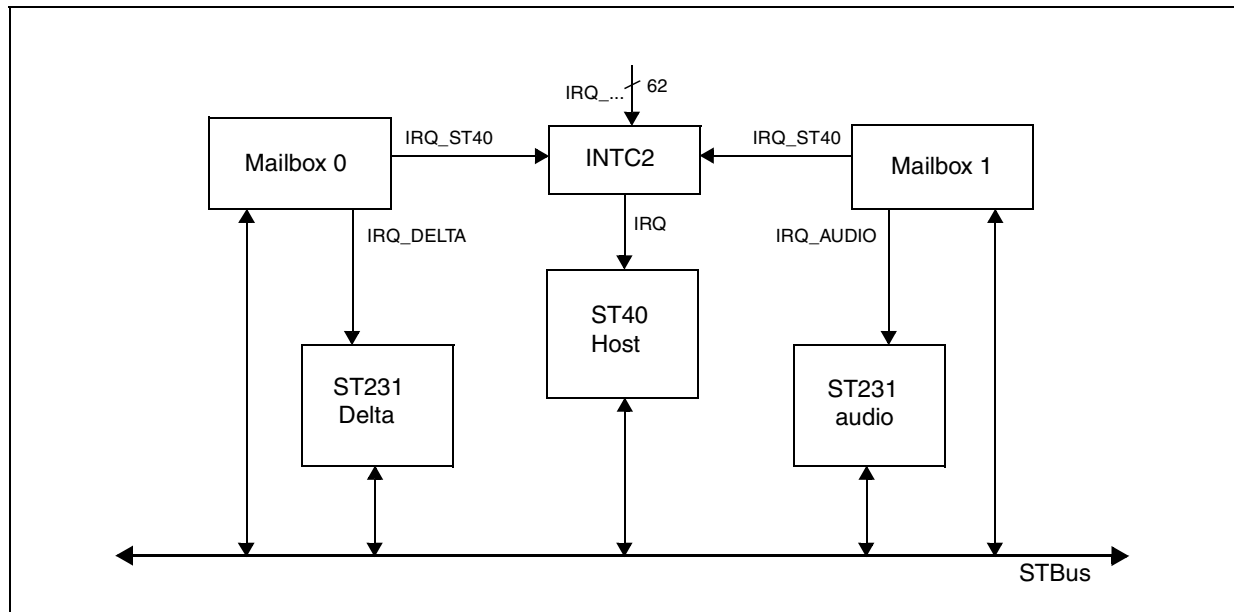 IRQ_... 62
Mailbox 0
IRQ_ST40
INTC2
IRQ_ST40
Mailbox 1
IRQ_DELTA
IRQ
IRQ_AUDIO
ST40
Host
ST231
Delta
ST231
audio
STBus